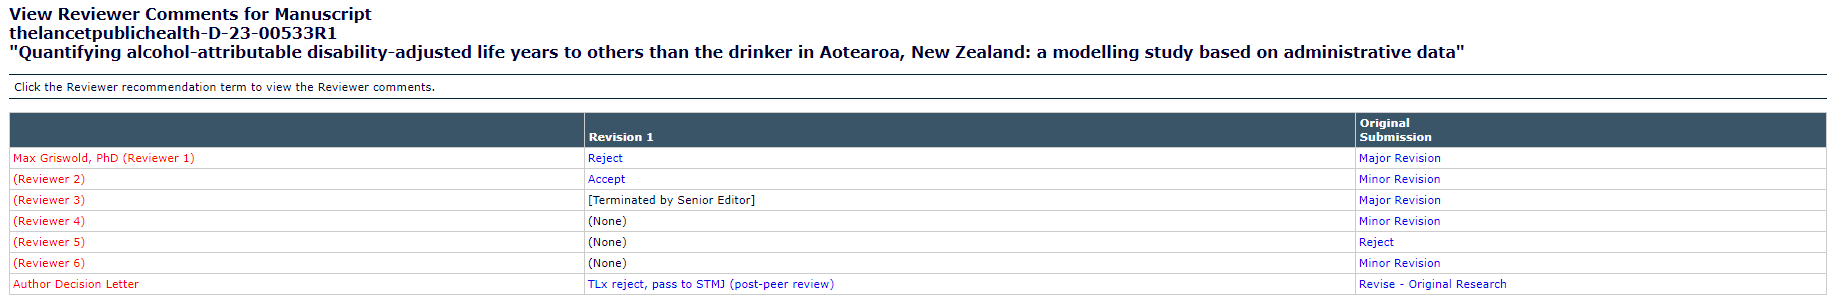 View Reviewer Comments for Manuscript
thelancetpublichealth-D-23-00533R1
"Quantifying alcohol-attributable disability-adjusted life years to others than the drinker in Aotearoa, New Zealand: a modelling study based on administrative data"
Click the Reviewer recommendation term to view the Reviewer comments.
Revision 1 Original Submission
Max Griswold, PhD (Reviewer 1) Reject Major Revision
(Reviewer 2) Accept Minor Revision
(Reviewer 3) [Terminated by Senior Editor] Major Revision
(Reviewer 4) (None) Minor Revision
(Reviewer 5) (None) Reject
(Reviewer 6) (None) Minor Revision
Author Decision Letter TLx reject, pass to STMJ (post-peer review) Revise - Original Research